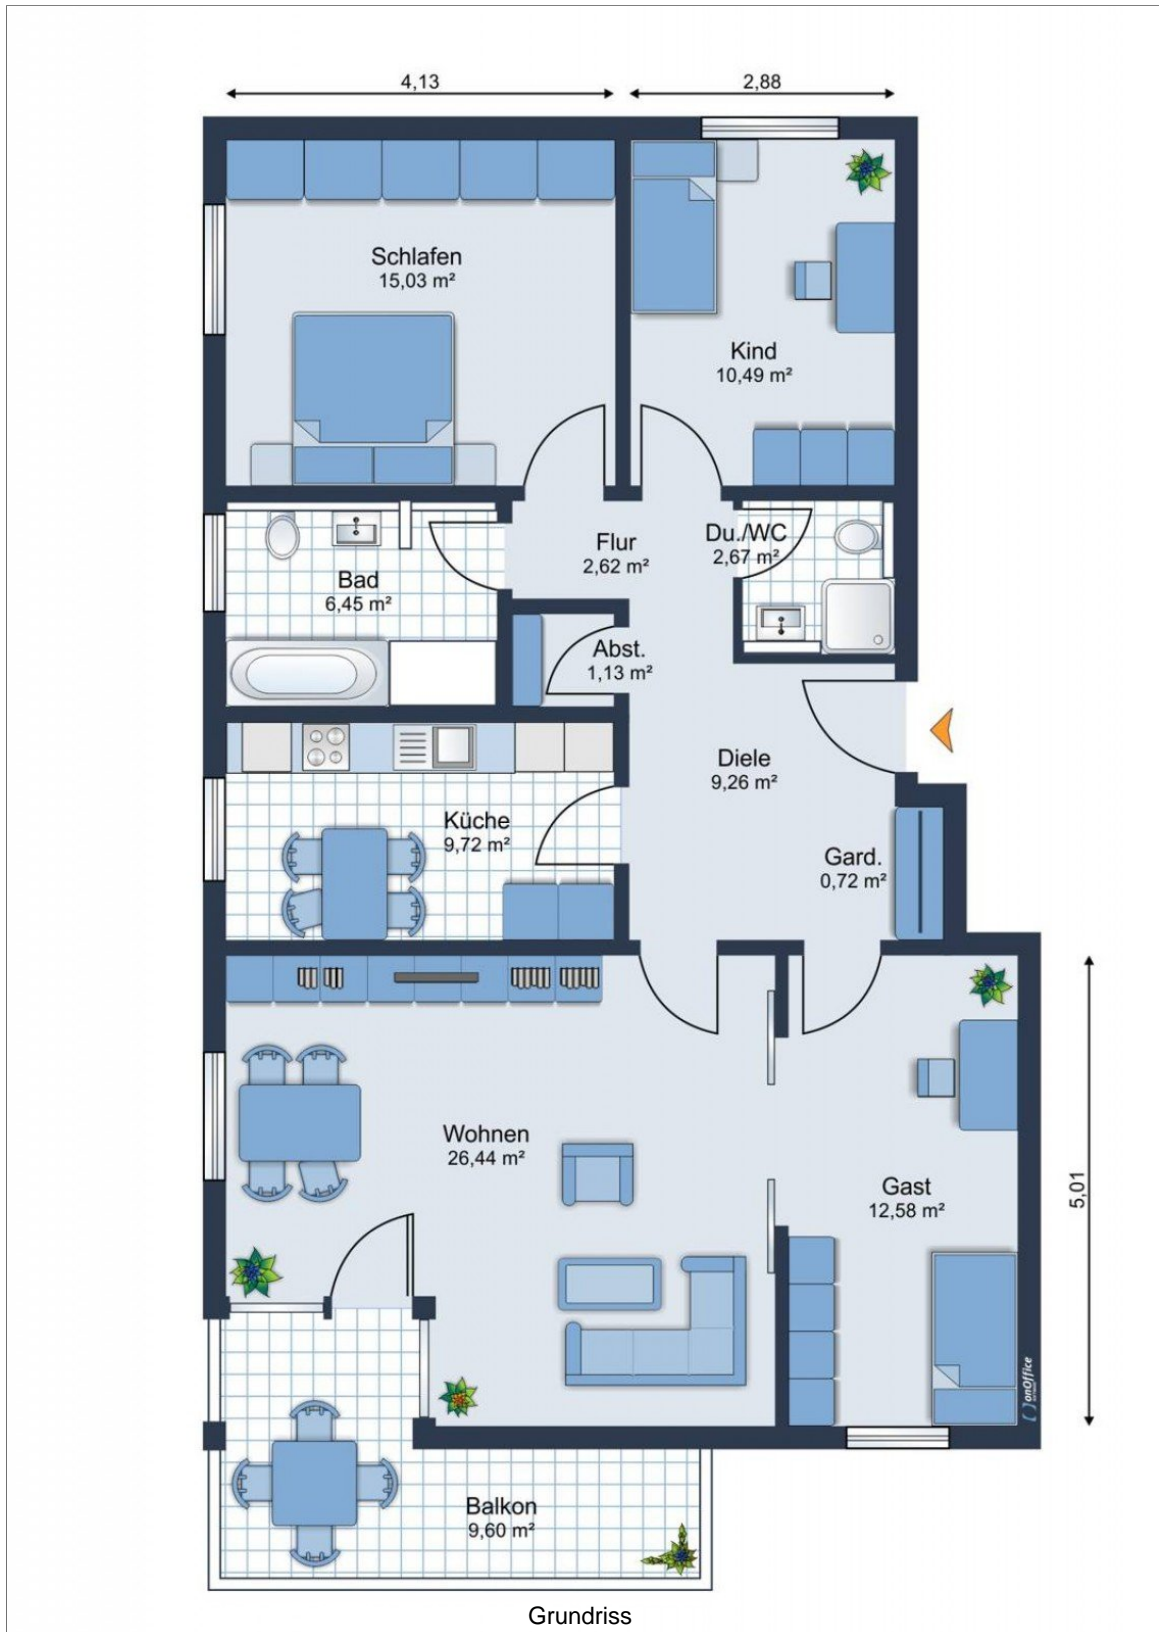 4,13
2,88
Schlafen
15,03 m²
Kind
10,49 m²
Flur
2,62 m²
Du./WC
2,67 m²
Bad
6,45 m²
Abst.
1,13 m²
Diele
9,26 m²
Küche
9,72 m²
Gard.
0,72 m²
Wohnen
26,44 m²
Gast
12,58 m²
5,01
onOffice
Balkon
9,60 m²
Grundriss